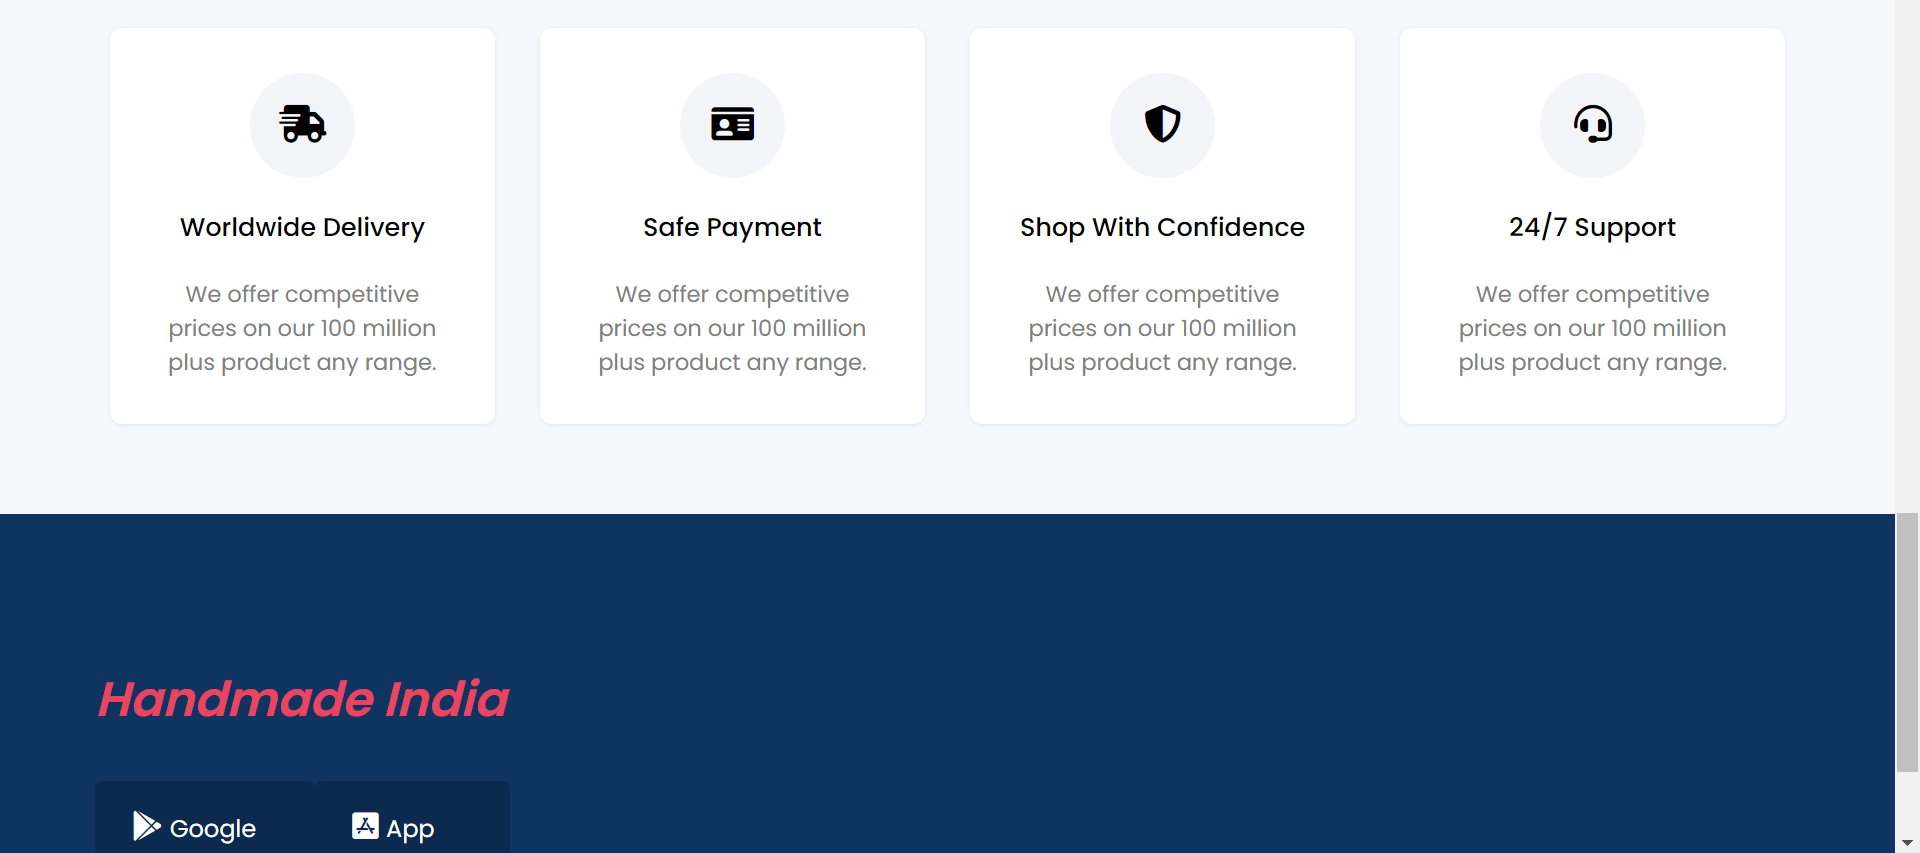 Worldwide Delivery
We offer competitive
prices on our 100 million
plus product any range.
Safe Payment
We offer competitive
prices on our 100 million
plus product any range.
Shop With Confidence
We offer competitive
prices on our 100 million
plus product any range.
24/7 Support
We offer competitive
prices on our 100 million
plus product any range.
Handmade India
Google
App